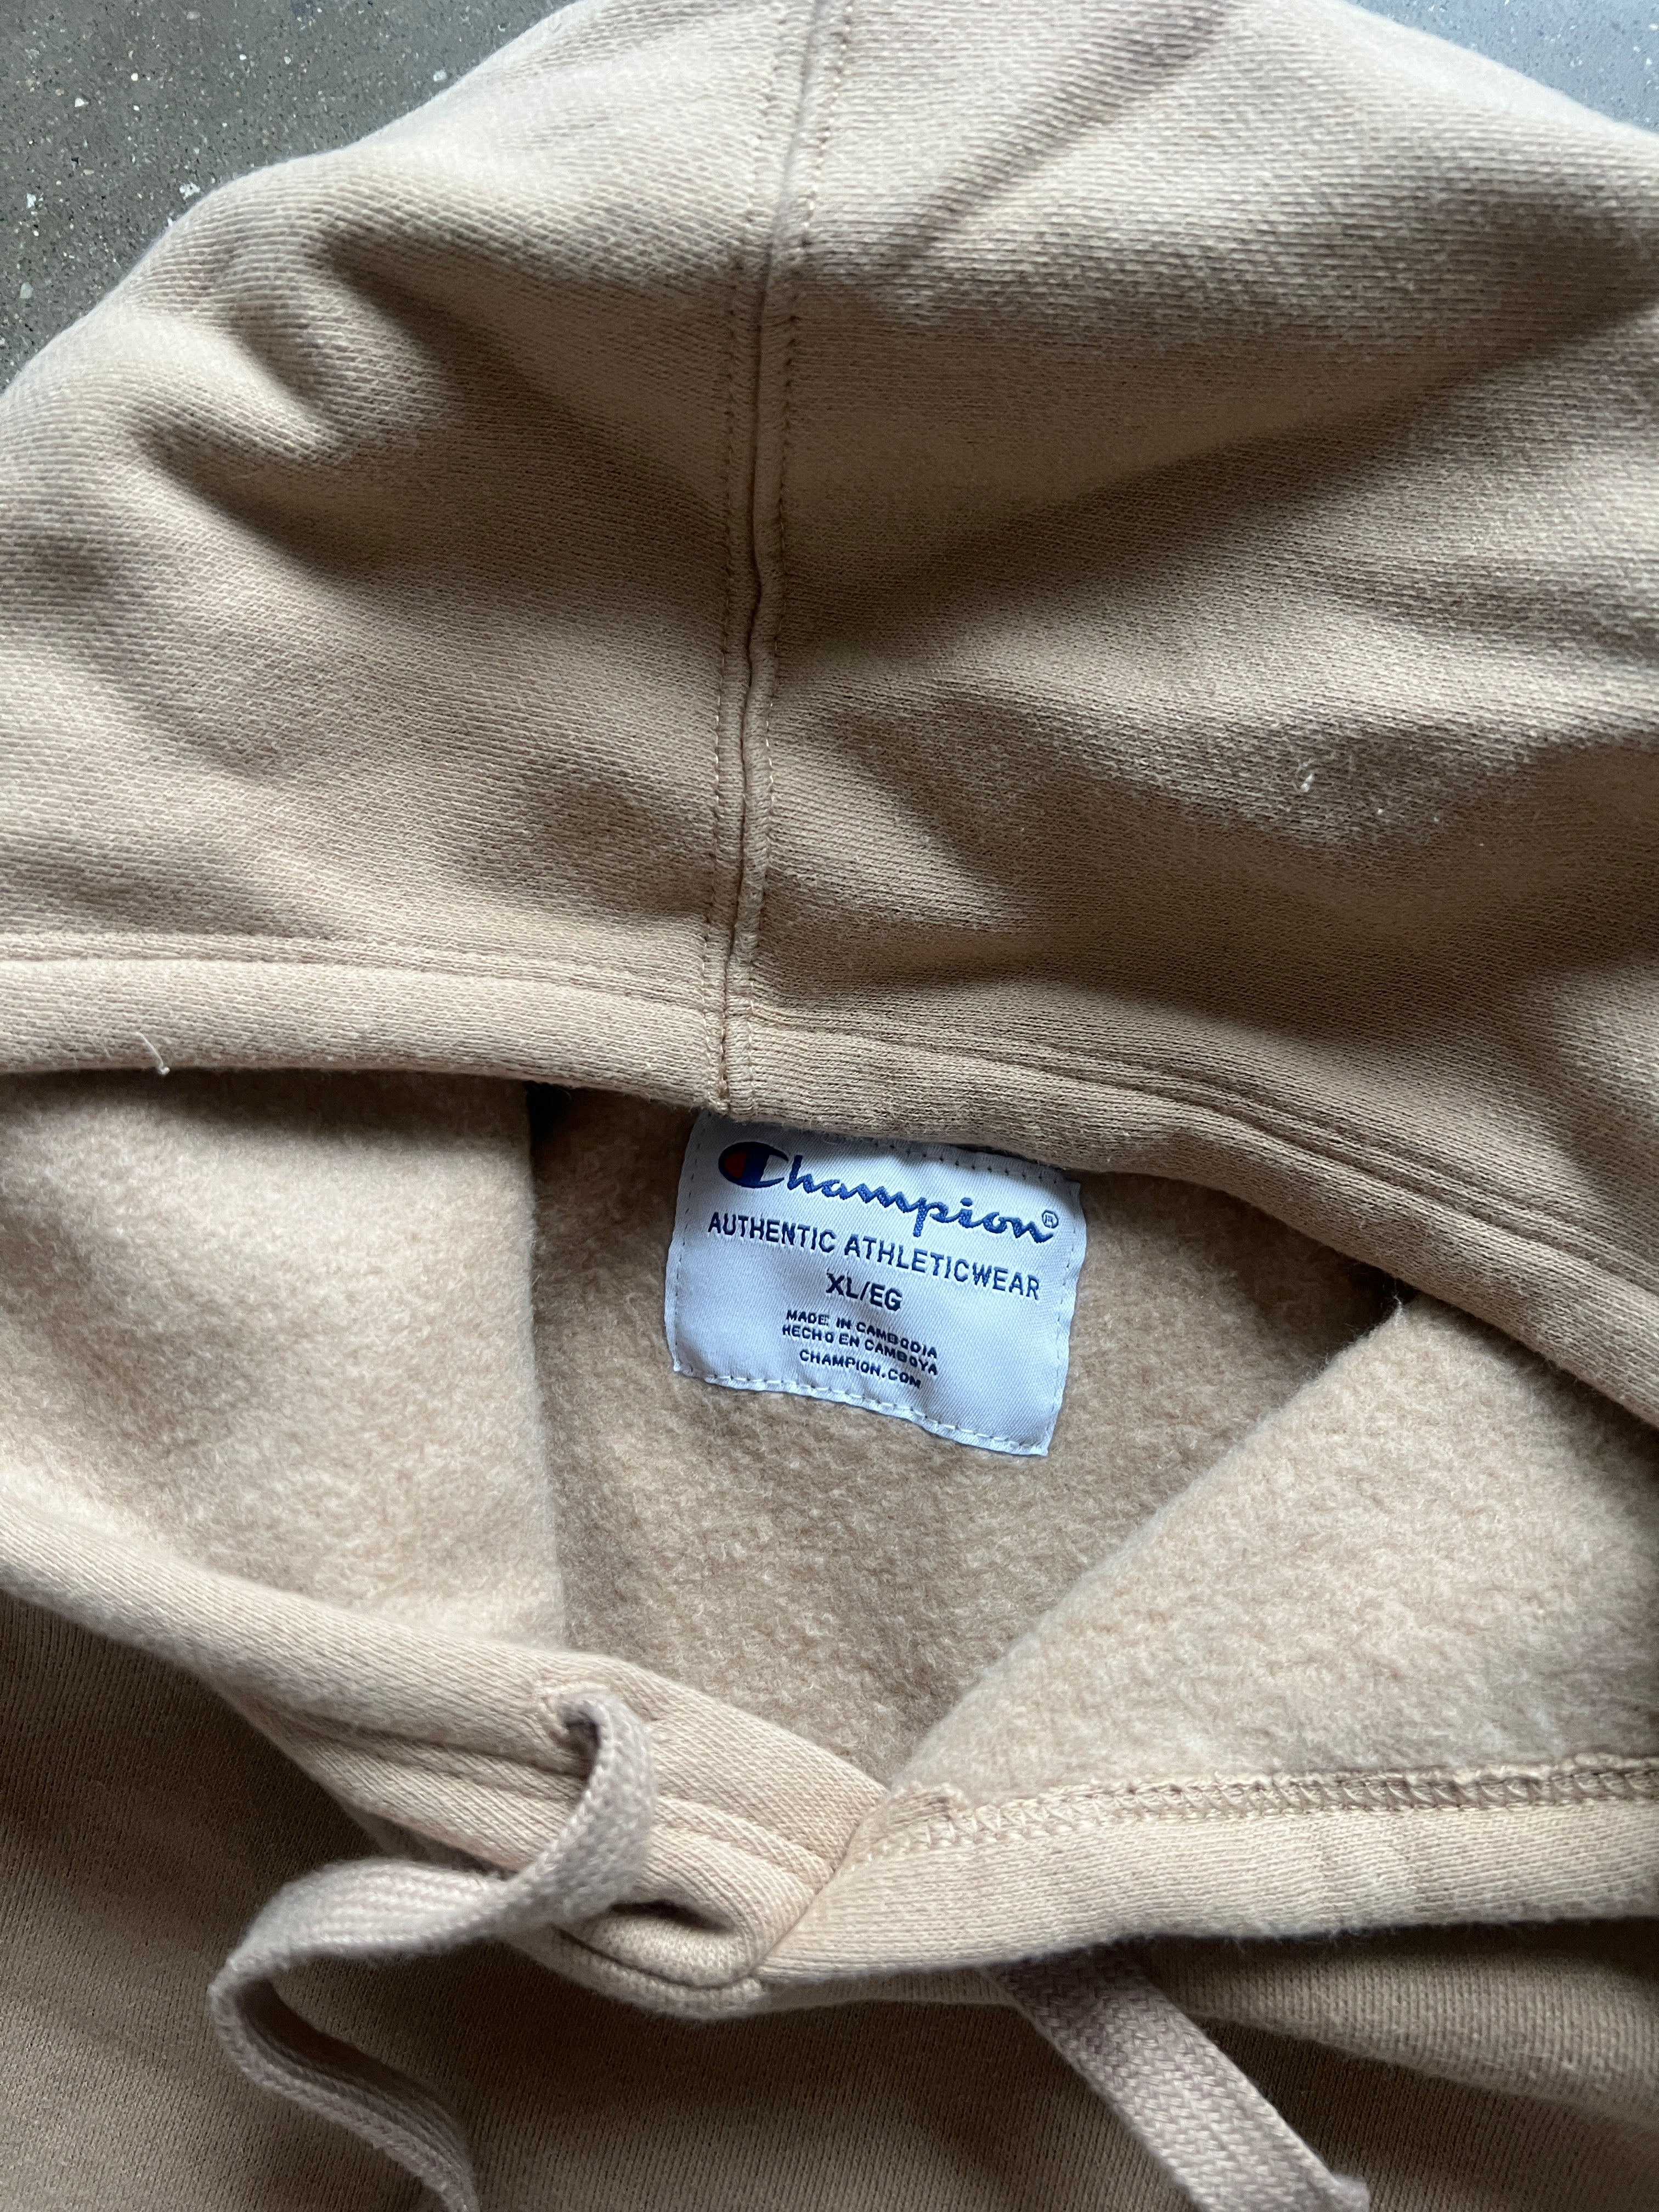 Champion®
AUTHENTIC ATHLETICWEAR
XL/EG
MADE IN CAMBODIA
HECHO EN CAMBOYA
CHAMPION.COM